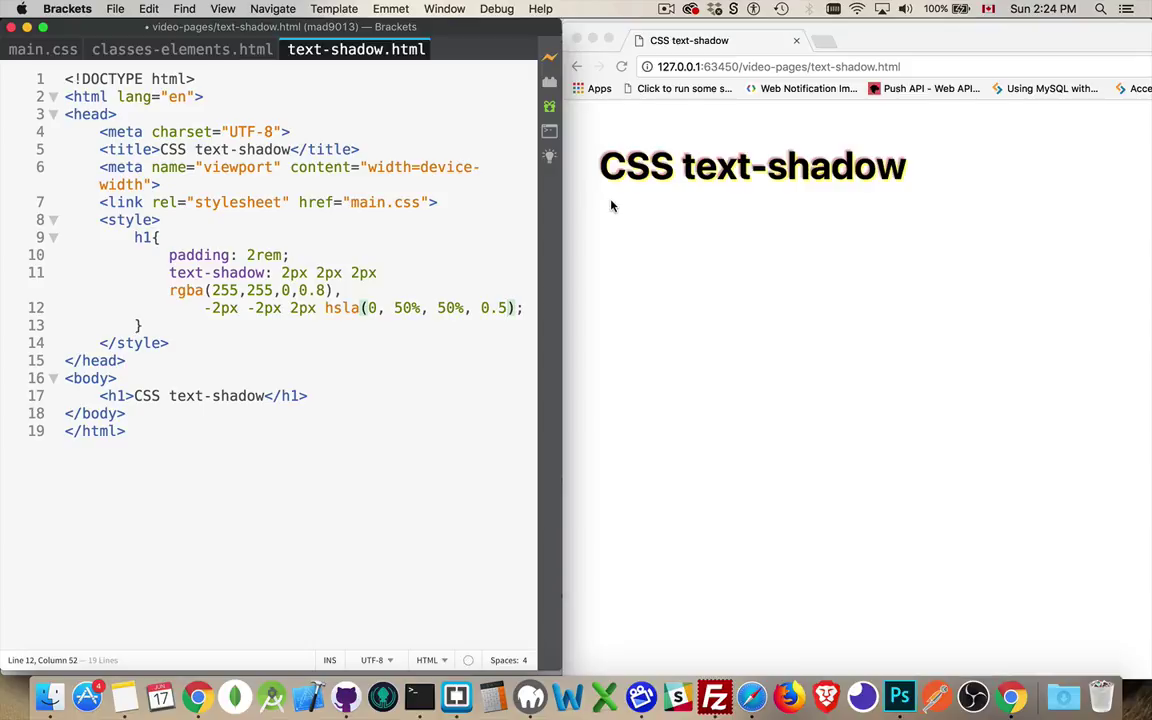 Brackets File Edit Find View Navigate Template Emmet Window Debug Help 100% Sun 2:24 PM
• video-pages/text-shadow.html (mad9013) — Brackets
main.css classes-elements.html text-shadow.html
1 <!DOCTYPE html>
2 <html lang="en">
3 <head>
4 <meta charset="UTF-8">
5 <title>CSS text-shadow</title>
6 <meta name="viewport" content="width=device-
width">
7 <link rel="stylesheet" href="main.css">
8 <style>
9 h1{
10 padding: 2rem;
11 text-shadow: 2px 2px 2px
rgba(255,255,0,0.8),
12 -2px -2px 2px hsla(0, 50%, 50%, 0.5);
13 }
14 </style>
15 </head>
16 <body>
17 <h1>CSS text-shadow</h1>
18 </body>
19 </html>
Line 12, Column 52 — 19 Lines INS UTF-8 HTML Spaces: 4
CSS text-shadow
127.0.0.1:63450/video-pages/text-shadow.html
Apps Click to run some s... Web Notification Im... Push API - Web API... Using MySQL with... Acce
CSS text-shadow
4
JUN
17
Ps